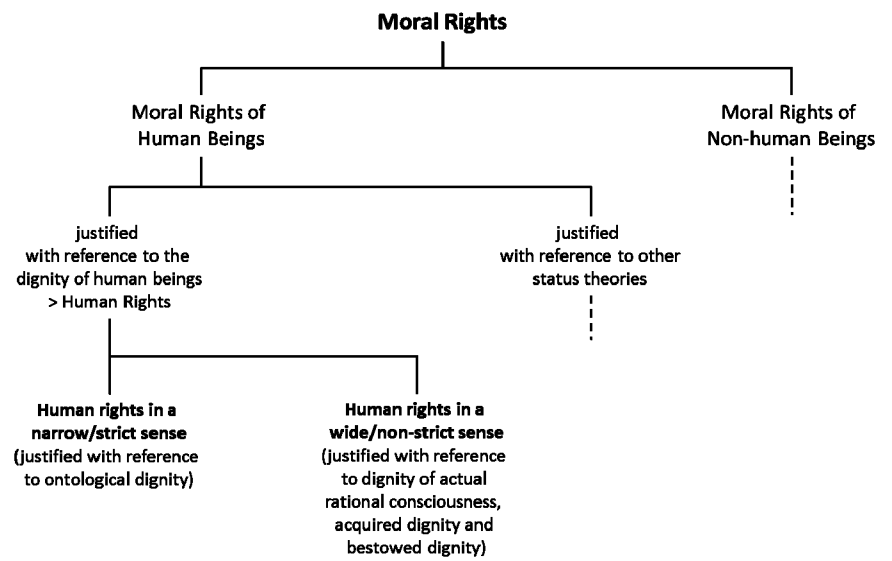 Moral Rights
Moral Rights of
Human Beings
Moral Rights of
Non-human Beings
justified
with reference to the
dignity of human beings
> Human Rights
justified
with reference to other
status theories
Human rights in a
narrow/strict sense
(justified with reference
to ontological dignity)
Human rights in a
wide/non-strict sense
(justified with reference
to dignity of actual
rational consciousness,
acquired dignity and
bestowed dignity)